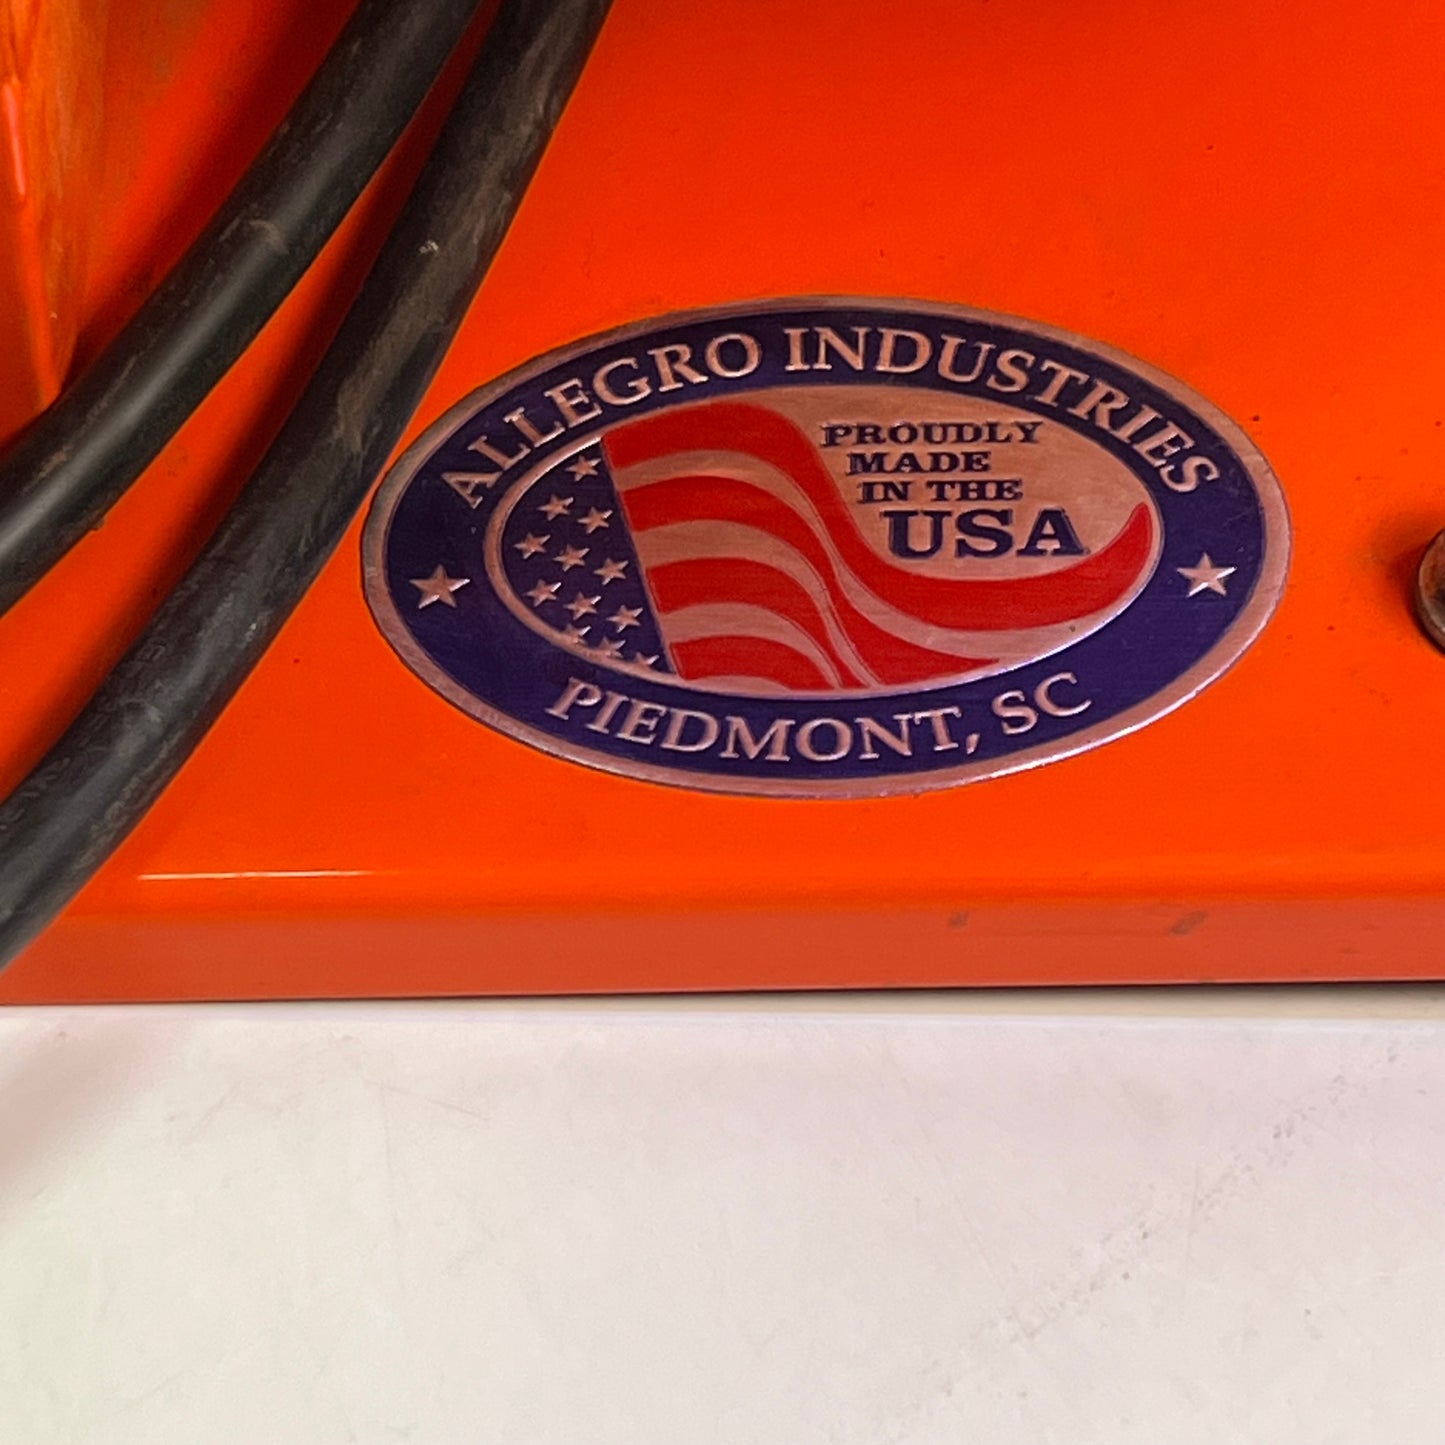 ALLEGRO INDUSTRIES
PROUDLY
MADE
IN THE
USA
PIEDMONT, SC